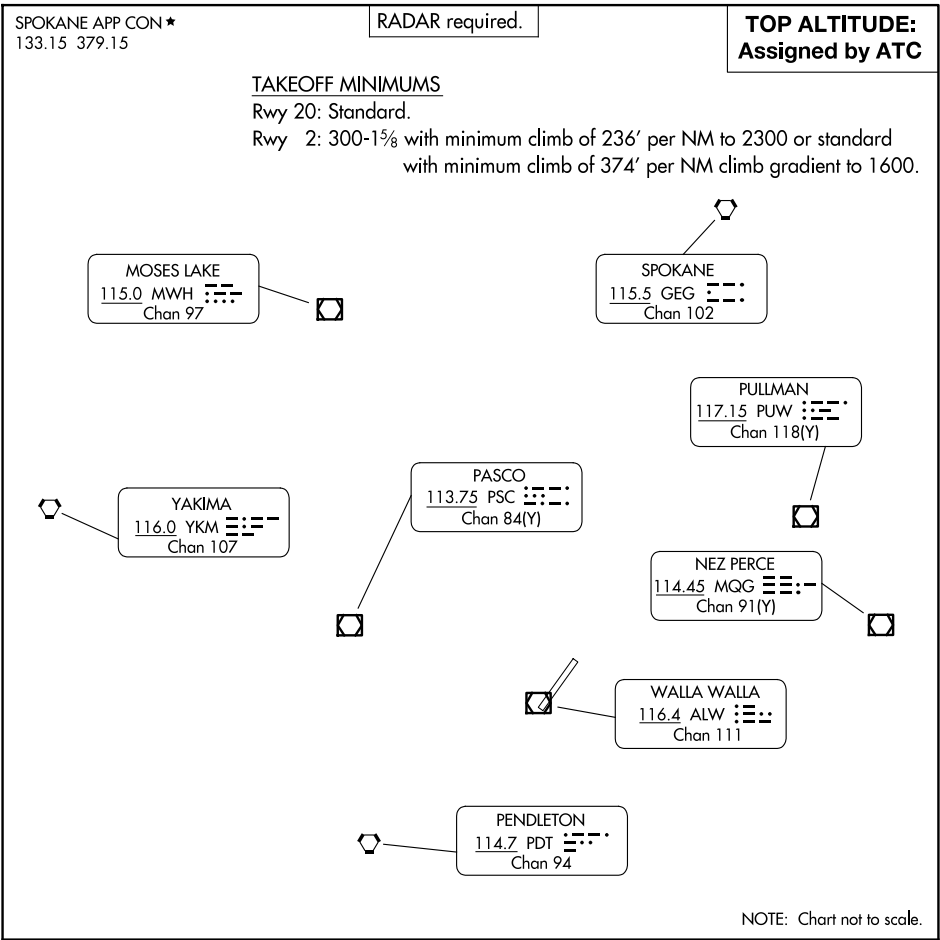 SPOKANE APP CON ★
133.15 379.15
RADAR required.
TOP ALTITUDE:
Assigned by ATC
TAKEOFF MINIMUMS
Rwy 20: Standard.
Rwy 2: 300-1⅝ with minimum climb of 236' per NM to 2300 or standard
with minimum climb of 374' per NM climb gradient to 1600.
MOSES LAKE
115.0 MWH
Chan 97
SPOKANE
115.5 GEG
Chan 102
PULLMAN
117.15 PUW
Chan 118(Y)
PASCO
113.75 PSC
Chan 84(Y)
YAKIMA
116.0 YKM
Chan 107
NEZ PERCE
114.45 MQG
Chan 91(Y)
WALLA WALLA
116.4 ALW
Chan 111
PENDLETON
114.7 PDT
Chan 94
NOTE: Chart not to scale.